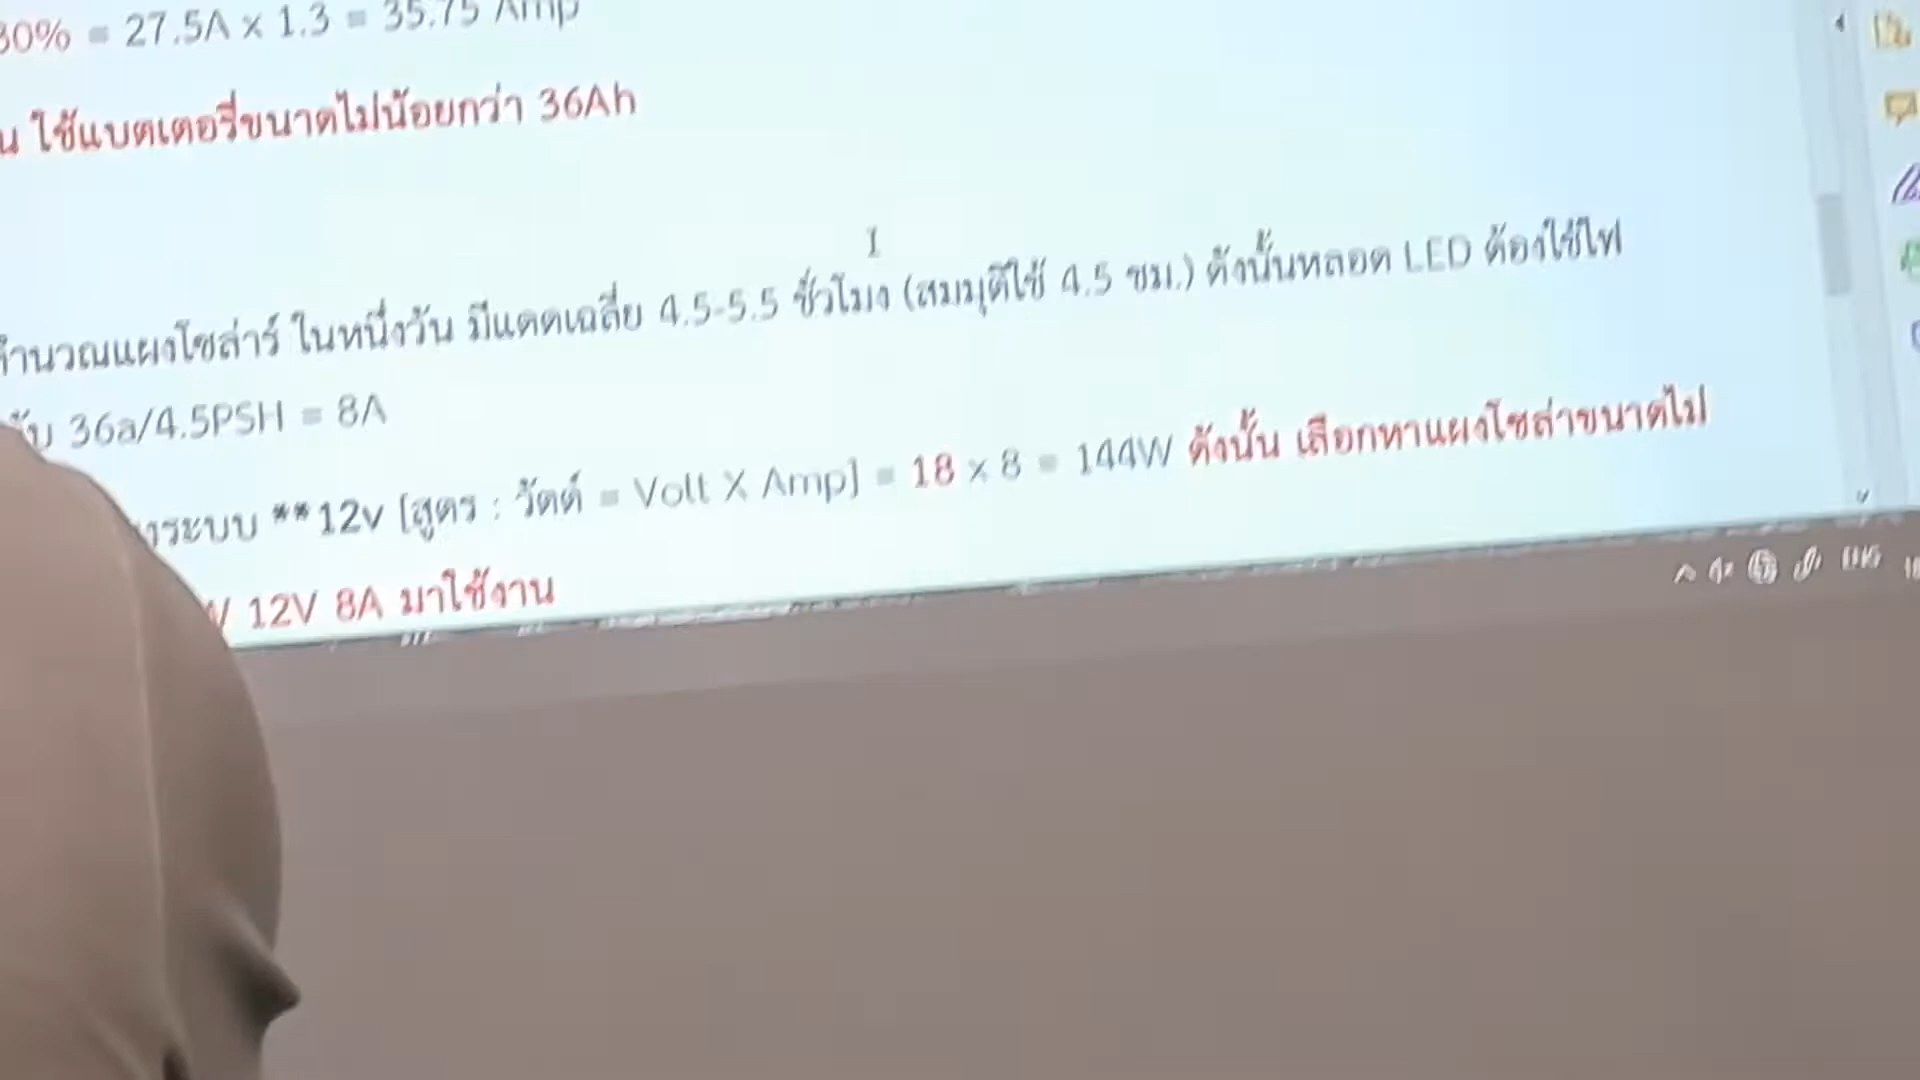 30% = 27.5A x 1.3 = 35.75 Amp
น ใช้แบตเตอรี่ขนาดไม่น้อยกว่า 36Ah
คำนวณแผงโซล่าร์ ในหนึ่งวัน มีแดดเฉลี่ย 4.5-5.5 ชั่วโมง (สมมุติใช้ 4.5 ชม.) ดังนั้นหลอด LED ต้องใช้ไฟ
36a/4.5PSH = 8A
ระบบ **12v [สูตร : วัตต์ = Volt X Amp] = 18 x 8 = 144W ดังนั้น เลือกหาแผงโซล่าขนาดไม่
12V 8A มาใช้งาน
ENG